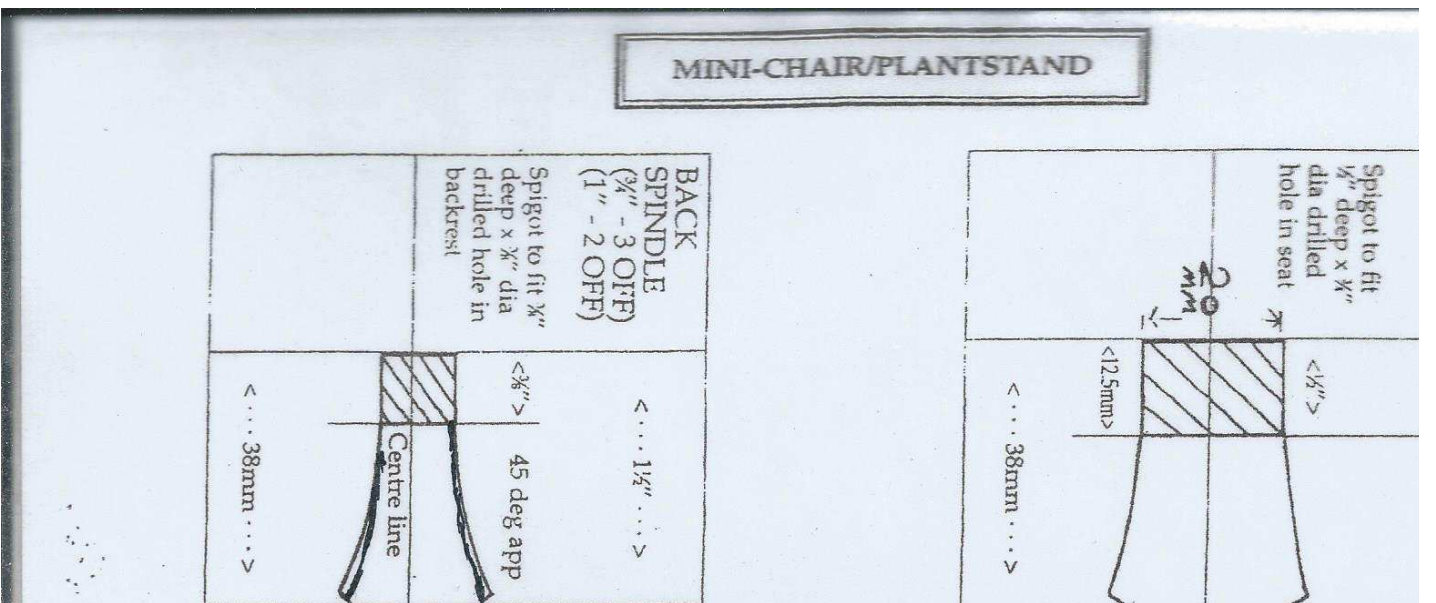 MINI-CHAIR/PLANTSTAND
BACK
SPINDLE
(¾" - 3 OFF)
(1" - 2 OFF)
Spigot to fit ⅜"
deep x ⅜" dia
drilled hole in
backrest
<⅜">
< · · · 1½" · · · >
45 deg app
Centre line
< · · · 38mm · · · >
Spigot to fit
½" deep x ¾"
dia drilled
hole in seat
20
mm
<½">
<12.5mm>
< · · · 38mm · · · >